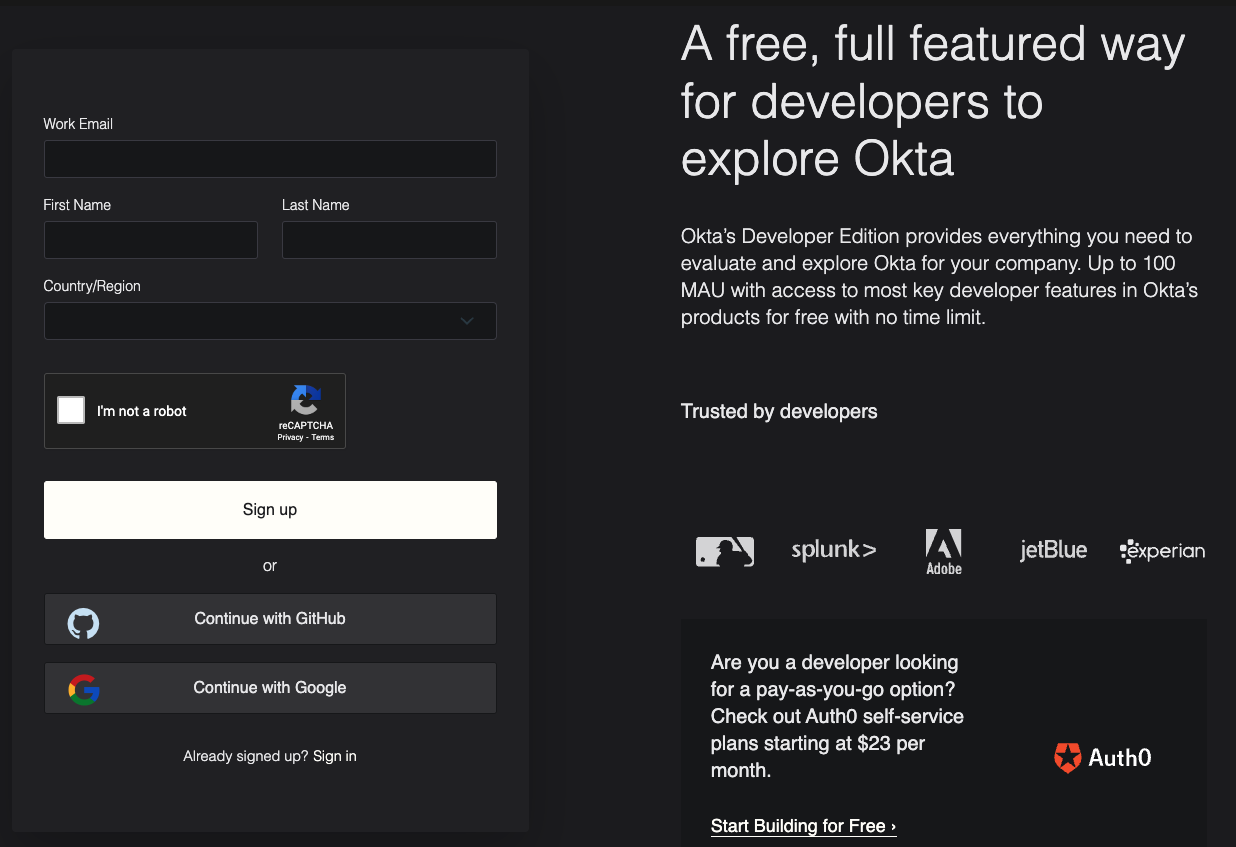 Work Email
First Name
Last Name
Country/Region
I'm not a robot
reCAPTCHA
Privacy - Terms
Sign up
or
Continue with GitHub
Continue with Google
Already signed up? Sign in
A free, full featured way
for developers to
explore Okta
Okta's Developer Edition provides everything you need to
evaluate and explore Okta for your company. Up to 100
MAU with access to most key developer features in Okta's
products for free with no time limit.
Trusted by developers
splunk>
Adobe
jetBlue
experian
Are you a developer looking
for a pay-as-you-go option?
Check out Auth0 self-service
plans starting at $23 per
month.
Auth0
Start Building for Free ›